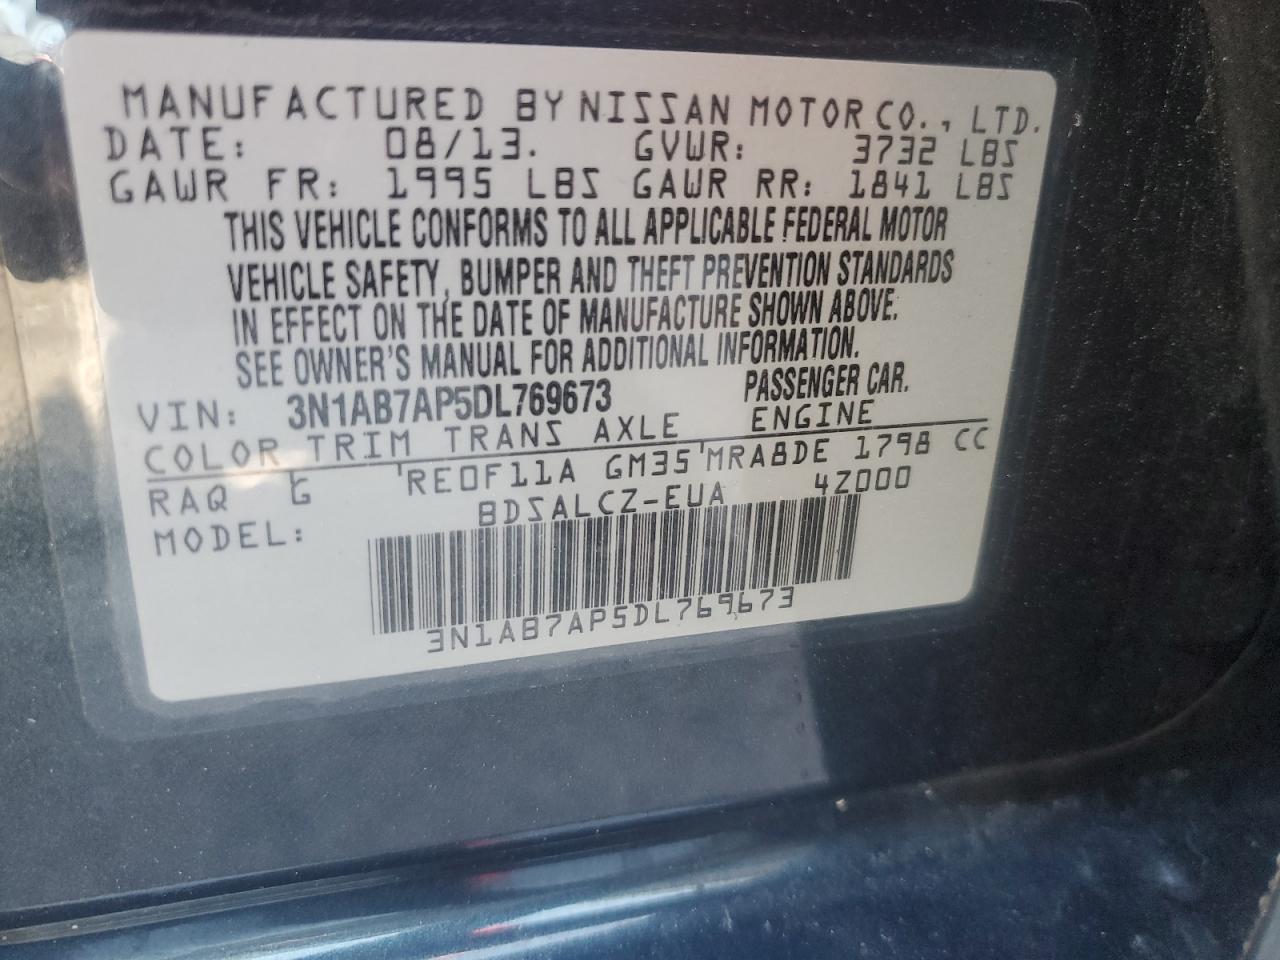 MANUFACTURED BY NISSAN MOTOR CO., LTD.
DATE: 08/13. GVWR: 3732 LBS
GAWR FR: 1995 LBS GAWR RR: 1841 LBS
THIS VEHICLE CONFORMS TO ALL APPLICABLE FEDERAL MOTOR
VEHICLE SAFETY, BUMPER AND THEFT PREVENTION STANDARDS
IN EFFECT ON THE DATE OF MANUFACTURE SHOWN ABOVE.
SEE OWNER'S MANUAL FOR ADDITIONAL INFORMATION.
VIN: 3N1AB7AP5DL769673 PASSENGER CAR.
COLOR TRIM TRANS AXLE ENGINE
RAQ G RE0F11A GM35 MRA8DE 1798 CC
MODEL: BDSALCZ-EUA 4Z000
3N1AB7AP5DL769673